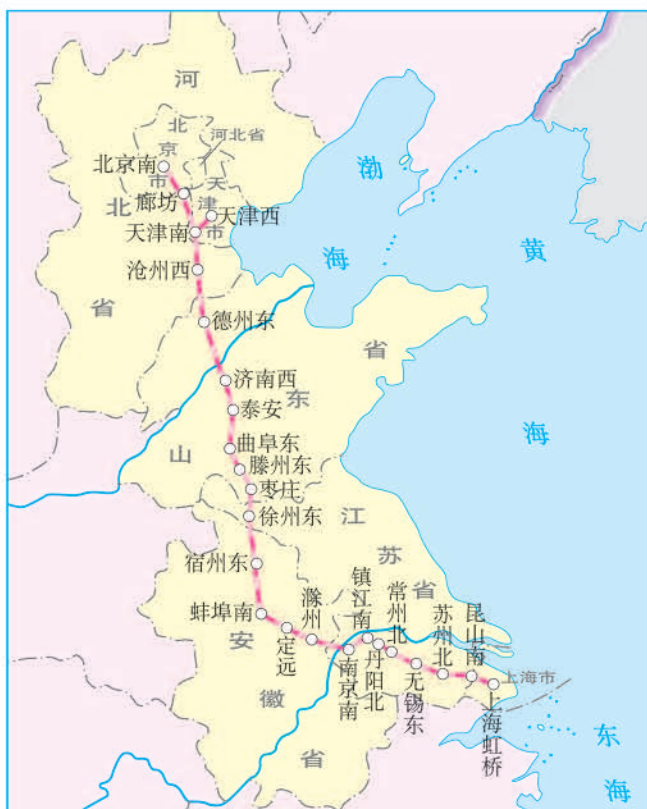 河
北
省
北
京
市
河北省
天
津
市
北京南
廊坊
天津西
天津南
沧州西
德州东
济南西
泰安
曲阜东
滕州东
枣庄
徐州东
宿州东
蚌埠南
定远
滁州
南京南
镇江南
丹阳北
常州北
无锡东
苏州北
昆山南
上海虹桥
上海市
山
东
省
江
苏
省
安
徽
省
渤
海
黄
海
东
海